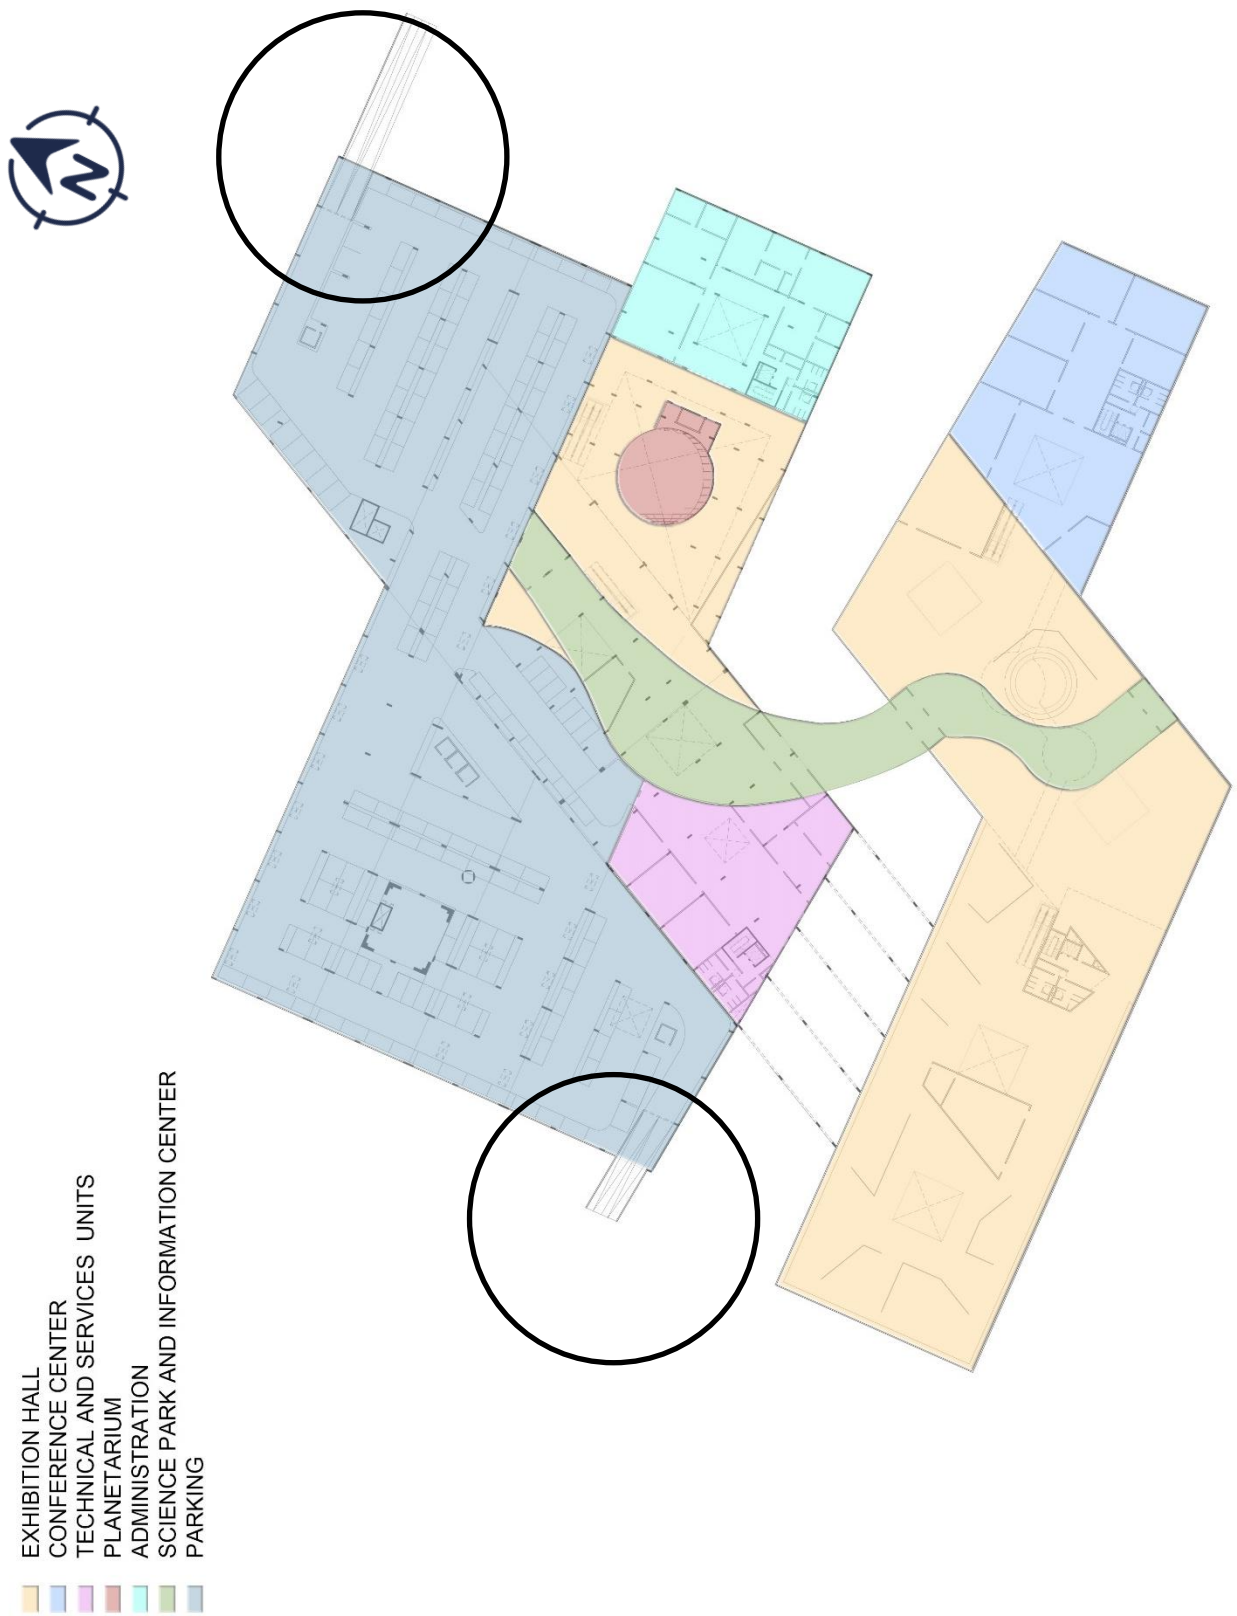 N
EXHIBITION HALL
CONFERENCE CENTER
TECHNICAL AND SERVICES UNITS
PLANETARIUM
ADMINISTRATION
SCIENCE PARK AND INFORMATION CENTER
PARKING